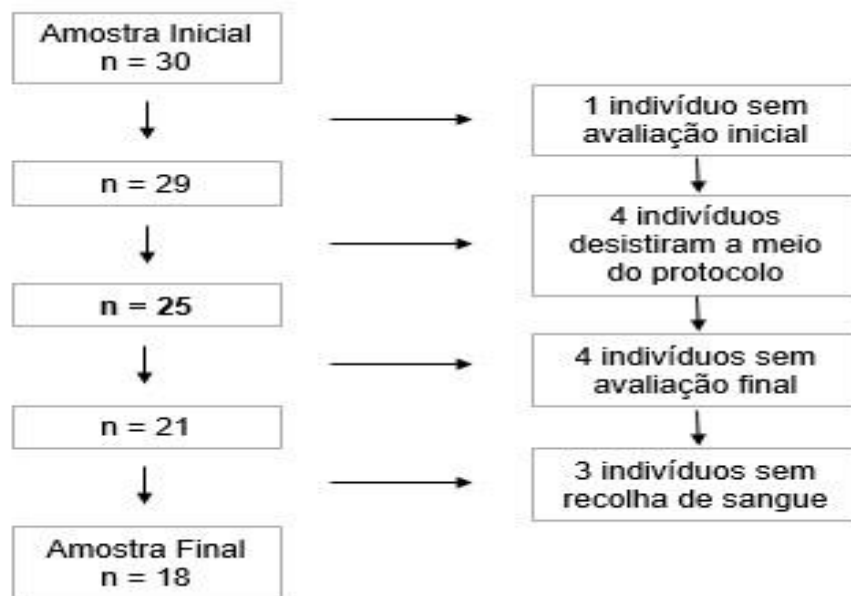 Amostra Inicial
n = 30
1 indivíduo sem
avaliação inicial
n = 29
4 indivíduos
desistiram a meio
do protocolo
n = 25
4 indivíduos sem
avaliação final
n = 21
3 indivíduos sem
recolha de sangue
Amostra Final
n = 18